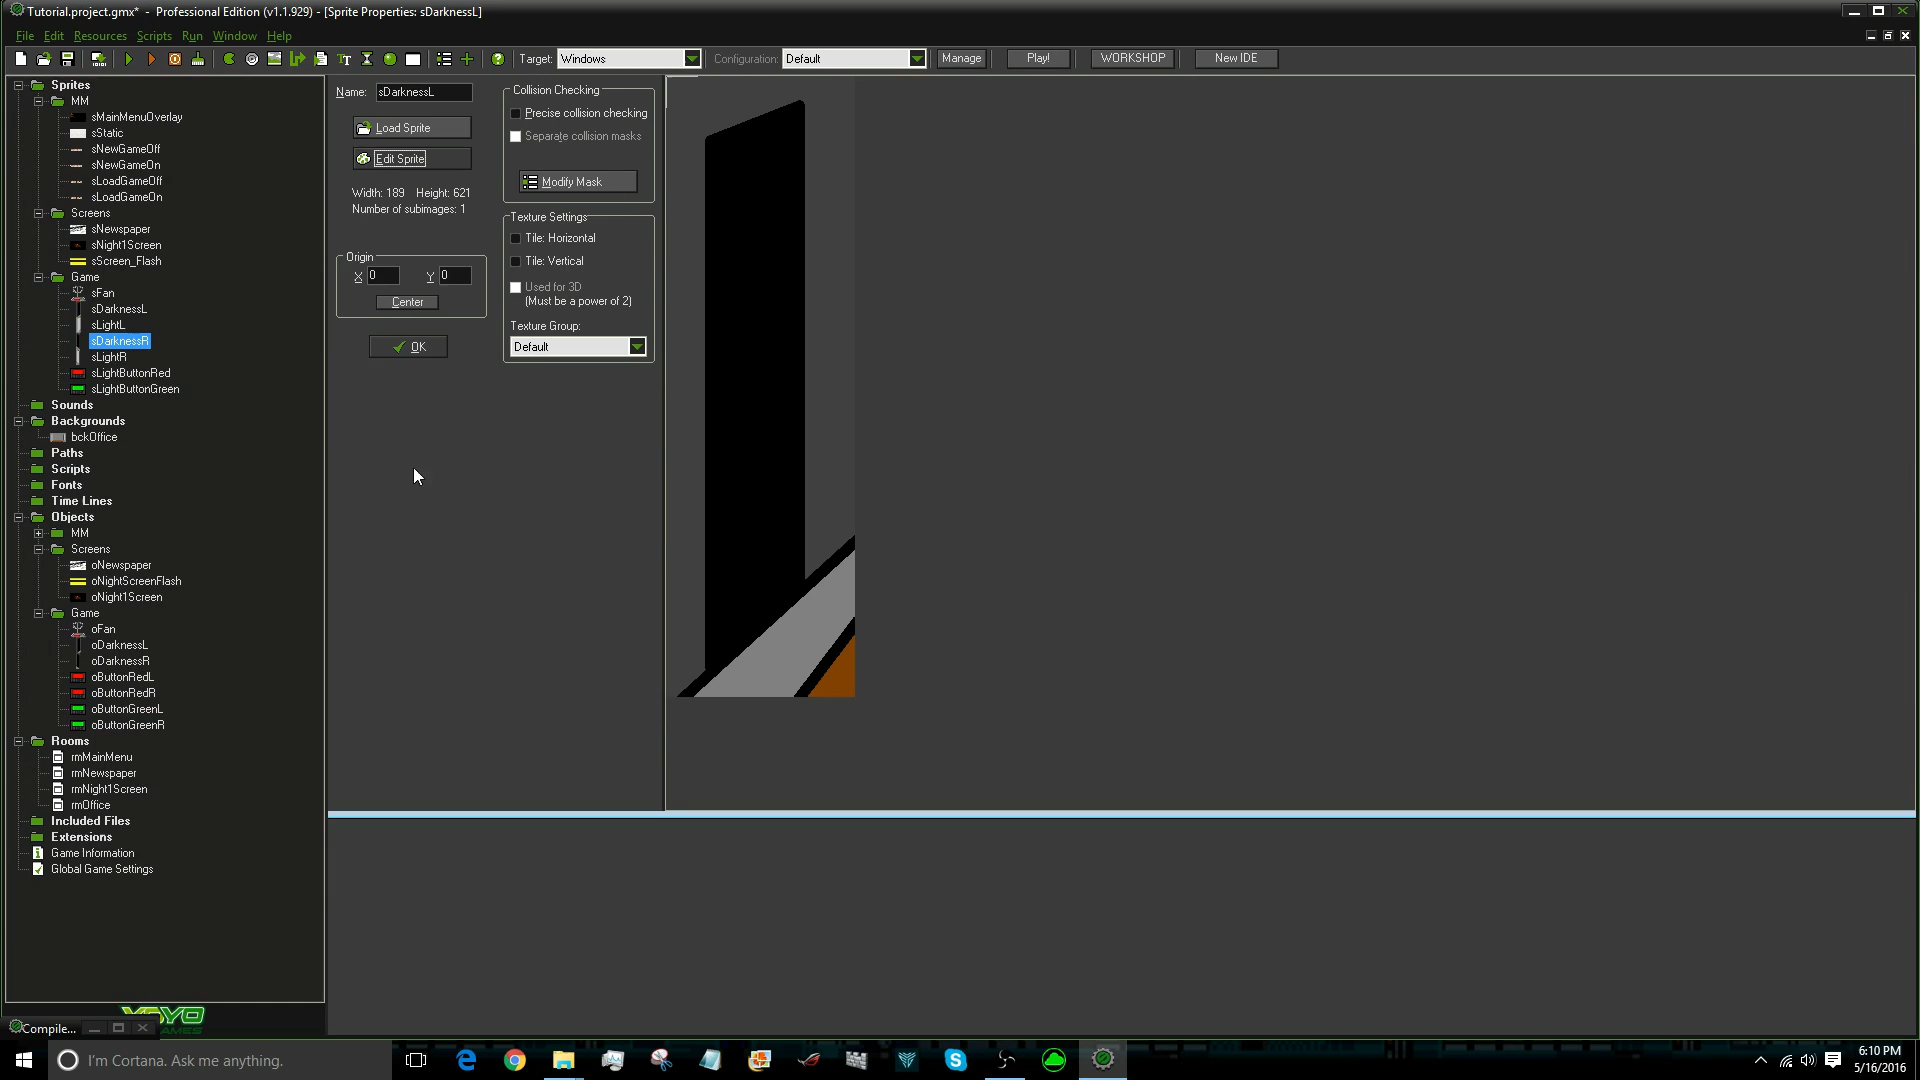 Tutorial.project.gmx*  -  Professional Edition (v1.1.929) - [Sprite Properties: sDarknessL]
File Edit Resources Scripts Run Window Help
Target: Windows Configuration: Default Manage Play! WORKSHOP New IDE
Sprites
MM
sMainMenuOverlay
sStatic
sNewGameOff
sNewGameOn
sLoadGameOff
sLoadGameOn
Screens
sNewspaper
sNight1Screen
sScreen_Flash
Game
sFan
sDarknessL
sLightL
sDarknessR
sLightR
sLightButtonRed
sLightButtonGreen
Sounds
Backgrounds
bckOffice
Paths
Scripts
Fonts
Time Lines
Objects
MM
Screens
oNewspaper
oNightScreenFlash
oNight1Screen
Game
oFan
oDarknessL
oDarknessR
oButtonRedL
oButtonRedR
oButtonGreenL
oButtonGreenR
Rooms
rmMainMenu
rmNewspaper
rmNight1Screen
rmOffice
Included Files
Extensions
Game Information
Global Game Settings
Name: sDarknessL
Load Sprite
Edit Sprite
Width: 189 Height: 621
Number of subimages: 1
Origin
X 0 Y 0
Center
OK
Collision Checking
Precise collision checking
Separate collision masks
Modify Mask
Texture Settings
Tile: Horizontal
Tile: Vertical
Used for 3D
(Must be a power of 2)
Texture Group:
Default
YOYO
GAMES
Compile...
I'm Cortana. Ask me anything.
6:10 PM
5/16/2016